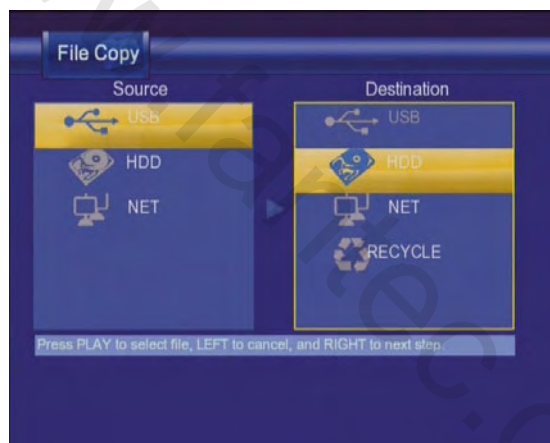 File Copy
Source
Destination
USB
HDD
NET
USB
HDD
NET
RECYCLE
Press PLAY to select file, LEFT to cancel, and RIGHT to next step.